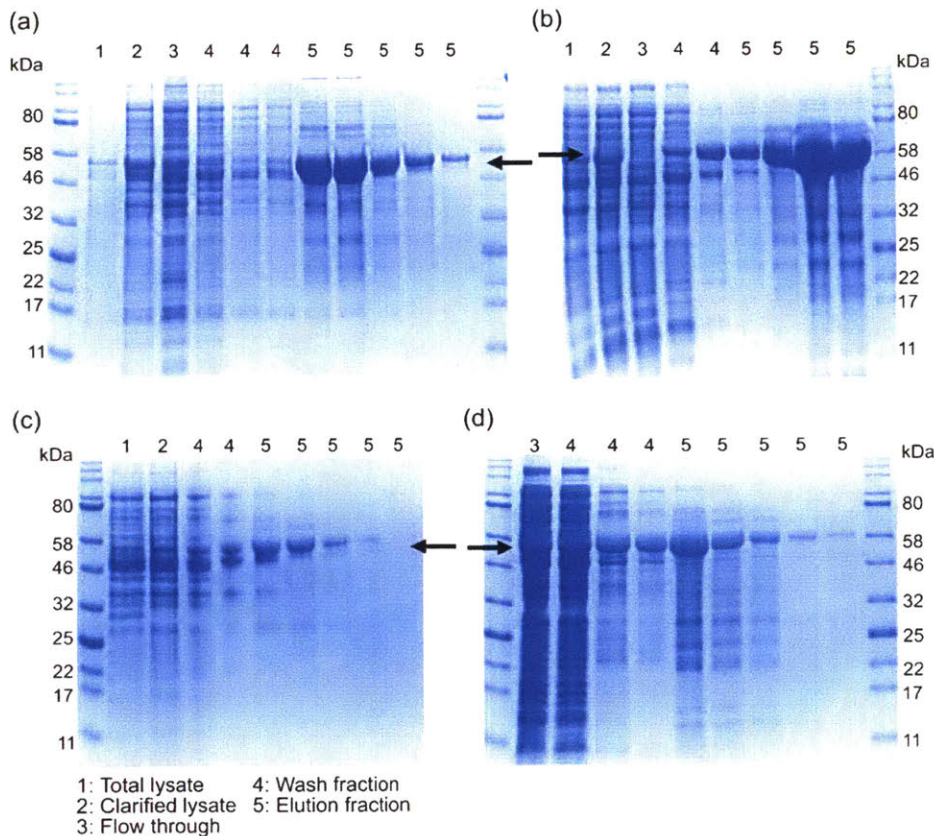 (a)
kDa
1 2 3 4 4 4 5 5 5 5 5
80
58
46
32
25
22
17
11
(b)
1 2 3 4 4 5 5 5 5
kDa
80
58
46
32
25
22
17
11
(c)
kDa
1 2 4 4 5 5 5 5
80
58
46
32
25
22
17
11
(d)
3 4 4 4 5 5 5 5 5
kDa
80
58
46
32
25
22
17
11
1: Total lysate
2: Clarified lysate
3: Flow through
4: Wash fraction
5: Elution fraction